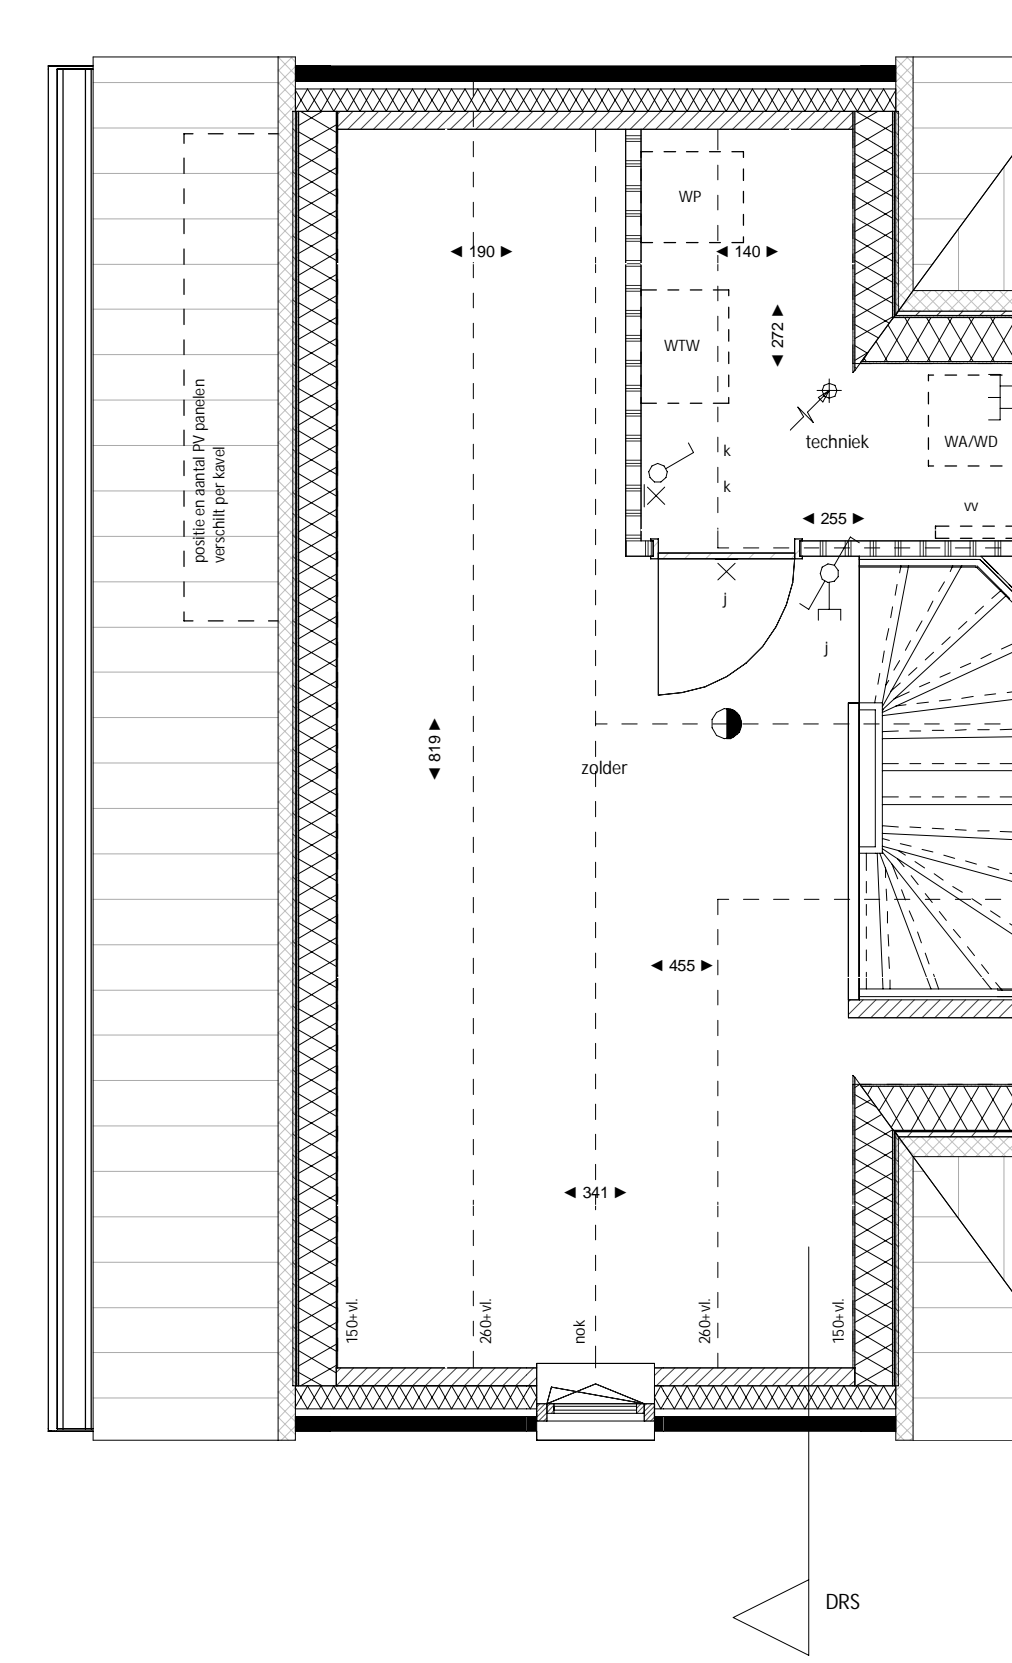 WP
190
140
272
WTW
positie en aantal PV panelen
verschilt per kavel
techniek
WA/WD
k
k
vv
255
j
j
819
zolder
455
341
150+vl.
260+vl.
nok
260+vl.
150+vl.
DRS